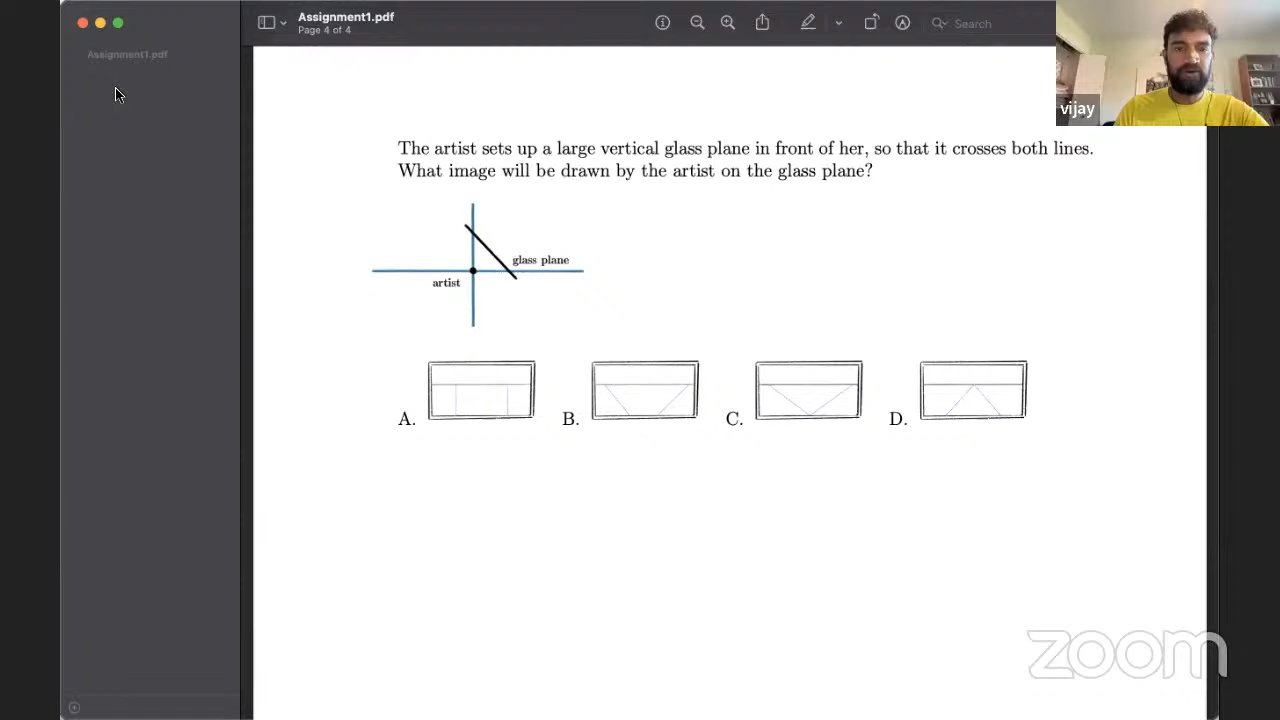 Assignment1.pdf
Page 4 of 4
Search
Assignment1.pdf
vijay
The artist sets up a large vertical glass plane in front of her, so that it crosses both lines.
What image will be drawn by the artist on the glass plane?
glass plane
artist
A. B. C. D.
zoom